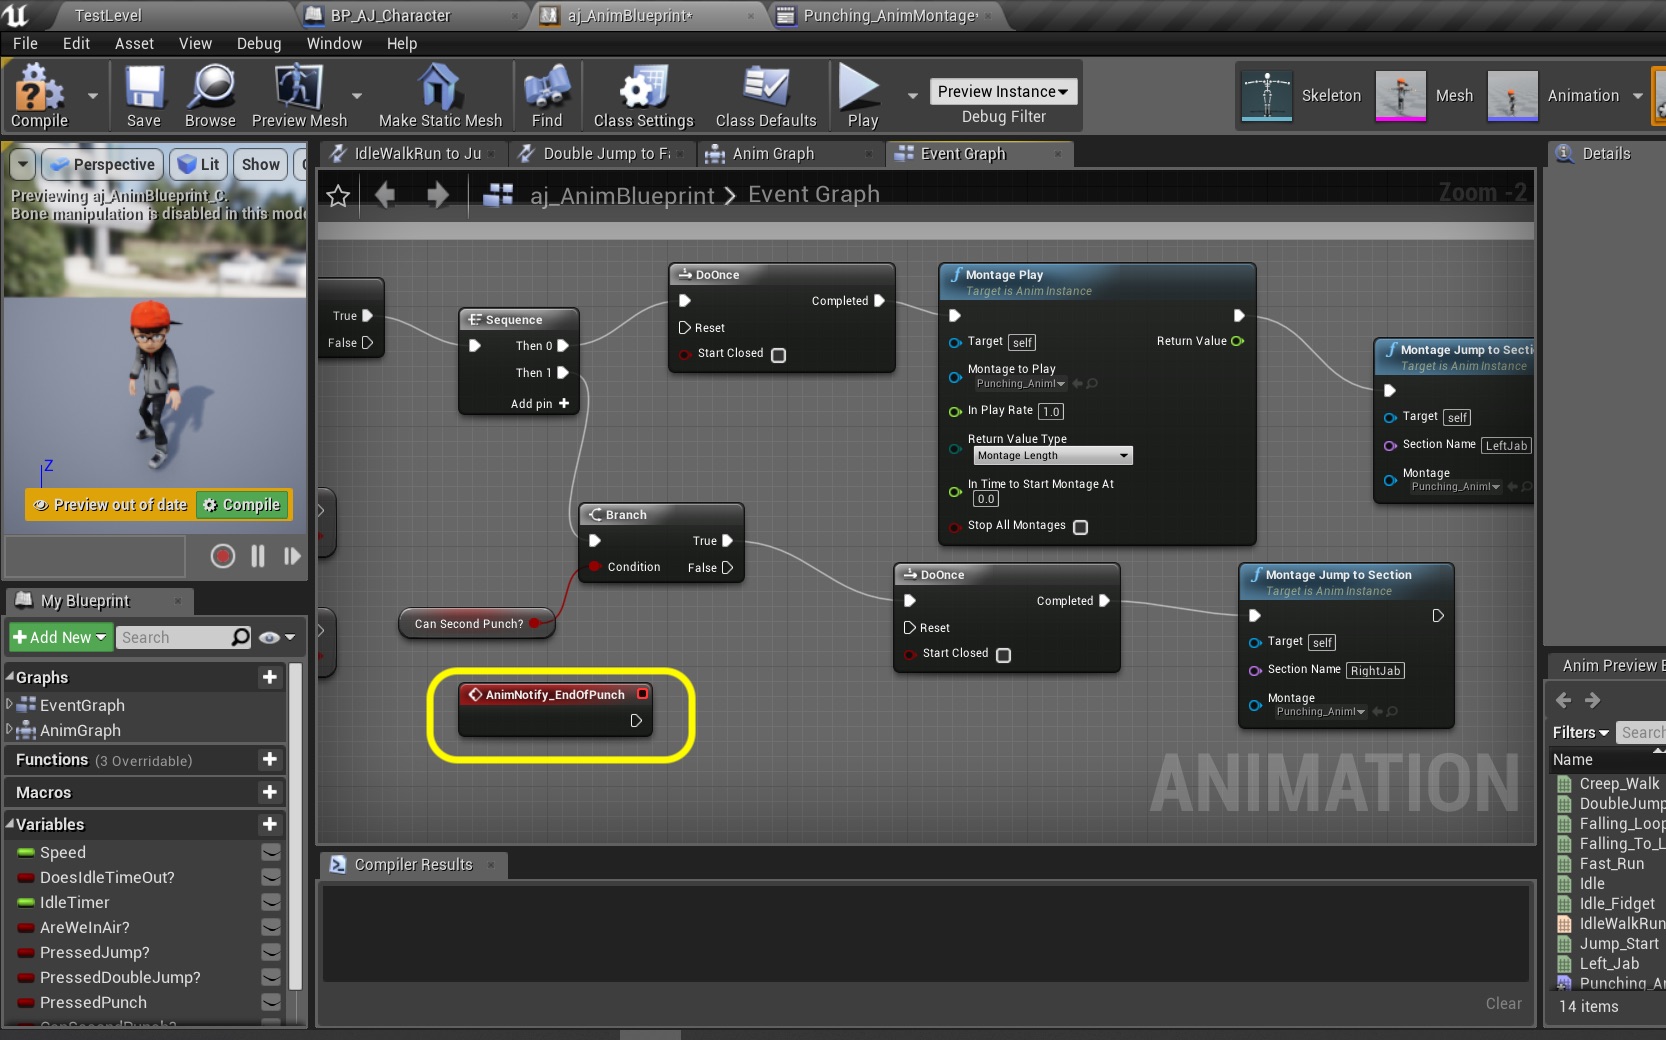 TestLevel
BP_AJ_Character
aj_AnimBlueprint*
Punching_AnimMontage*
File Edit Asset View Debug Window Help
Compile
Save
Browse
Preview Mesh
Make Static Mesh
Find
Class Settings
Class Defaults
Play
Preview Instance
Debug Filter
Skeleton
Mesh
Animation
Perspective
Lit
Show
Previewing aj_AnimBlueprint_C.
Bone manipulation is disabled in this mode
Z
Preview out of date
Compile
IdleWalkRun to Ju
Double Jump to Fa
Anim Graph
Event Graph
aj_AnimBlueprint > Event Graph
Zoom -2
True
False
Sequence
Then 0
Then 1
Add pin
DoOnce
Completed
Reset
Start Closed
Montage Play
Target is Anim Instance
Target self
Return Value
Montage to Play
Punching_AnimI
In Play Rate 1.0
Return Value Type
Montage Length
In Time to Start Montage At
0.0
Stop All Montages
Montage Jump to Secti
Target is Anim Instance
Target self
Section Name LeftJab
Montage
Punching_AnimI
Branch
True
Condition
False
Can Second Punch?
AnimNotify_EndOfPunch
DoOnce
Completed
Reset
Start Closed
Montage Jump to Section
Target is Anim Instance
Target self
Section Name RightJab
Montage
Punching_AnimI
ANIMATION
Compiler Results
Clear
My Blueprint
Add New
Search
Graphs
EventGraph
AnimGraph
Functions (3 Overridable)
Macros
Variables
Speed
DoesIdleTimeOut?
IdleTimer
AreWeInAir?
PressedJump?
PressedDoubleJump?
PressedPunch
CanSecondPunch?
Details
Anim Preview E
Filters
Search
Name
Creep_Walk
DoubleJump
Falling_Loop
Falling_To_L
Fast_Run
Idle
Idle_Fidget
IdleWalkRun
Jump_Start
Left_Jab
Punching_An
14 items